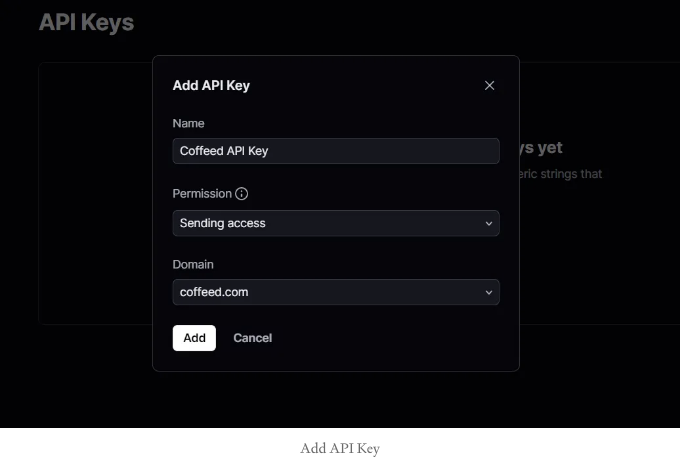 API Keys
Add API Key
Name
Coffeed API Key
ys yet
eric strings that
Permission
Sending access
Domain
coffeed.com
Add Cancel
Add API Key